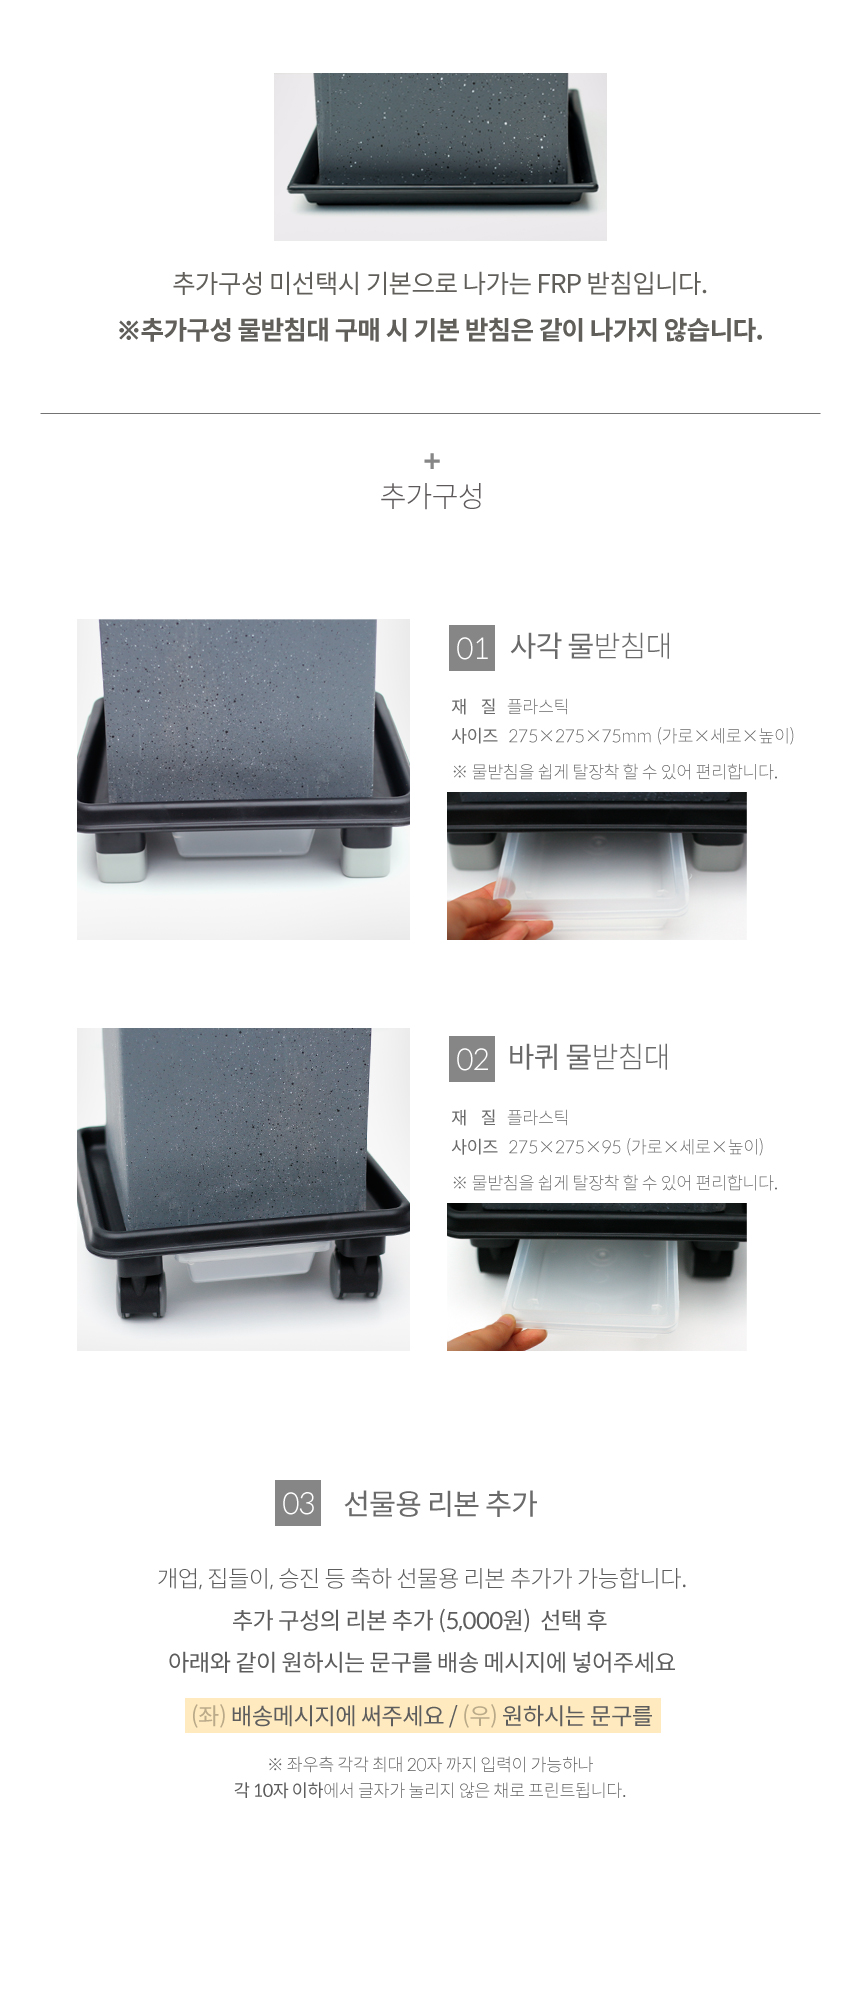 추가구성 미선택시 기본으로 나가는 FRP 받침입니다.
※추가구성 물받침대 구매 시 기본 받침은 같이 나가지 않습니다.
+
추가구성
01 사각 물받침대
재 질 플라스틱
사이즈 275×275×75mm (가로×세로×높이)
※ 물받침을 쉽게 탈장착 할 수 있어 편리합니다.
02 바퀴 물받침대
재 질 플라스틱
사이즈 275×275×95 (가로×세로×높이)
※ 물받침을 쉽게 탈장착 할 수 있어 편리합니다.
03 선물용 리본 추가
개업, 집들이, 승진 등 축하 선물용 리본 추가가 가능합니다.
추가 구성의 리본 추가 (5,000원) 선택 후
아래와 같이 원하시는 문구를 배송 메시지에 넣어주세요
(좌) 배송메시지에 써주세요 / (우) 원하시는 문구를
※ 좌우측 각각 최대 20자 까지 입력이 가능하나
각 10자 이하에서 글자가 눌리지 않은 채로 프린트됩니다.